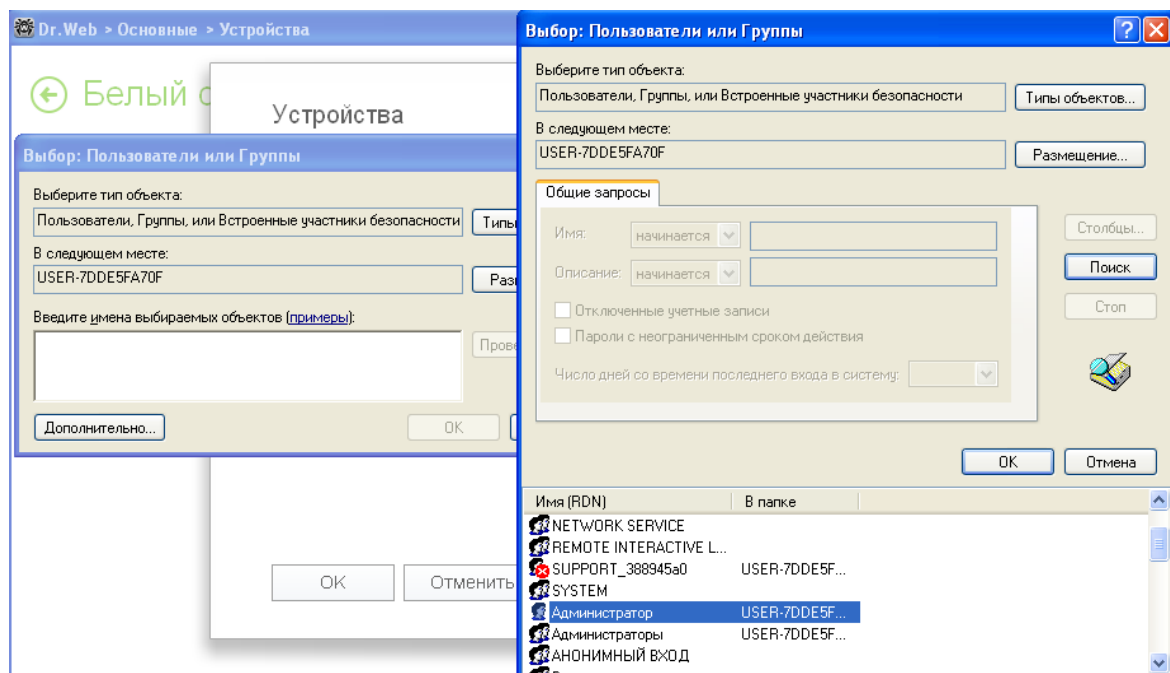 Dr.Web > Основные > Устройства
Белый с
Устройства
Выбор: Пользователи или Группы
Выберите тип объекта:
Пользователи, Группы, или Встроенные участники безопасности
Типы
В следующем месте:
USER-7DDE5FA70F
Раз
Введите имена выбираемых объектов (примеры):
Прове
Дополнительно...
OK
OK
Отменить
Выбор: Пользователи или Группы
Выберите тип объекта:
Пользователи, Группы, или Встроенные участники безопасности
Типы объектов...
В следующем месте:
USER-7DDE5FA70F
Размещение...
Общие запросы
Имя: начинается
Описание: начинается
Отключенные учетные записи
Пароли с неограниченным сроком действия
Число дней со времени последнего входа в систему:
Столбцы...
Поиск
Стоп
OK
Отмена
Имя (RDN) В папке
NETWORK SERVICE
REMOTE INTERACTIVE L...
SUPPORT_388945a0 USER-7DDE5F...
SYSTEM
Администратор USER-7DDE5F...
Администраторы USER-7DDE5F...
АНОНИМНЫЙ ВХОД